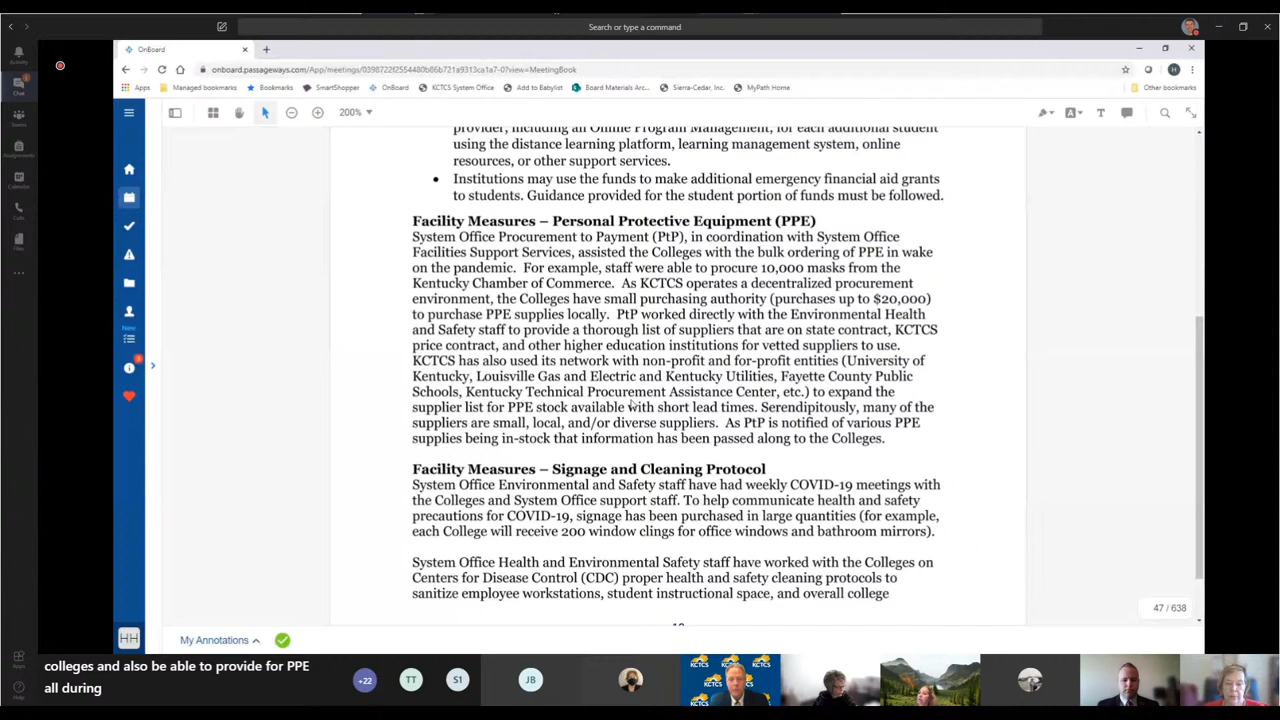 Search or type a command
Activity
Chat
Teams
Assignments
Calendar
Calls
Files
Apps
Help
OnBoard
onboard.passageways.com/App/meetings/0398722f2554480b86b721a9313ca1a7-0?view=MeetingBook
Apps
Managed bookmarks
Bookmarks
SmartShopper
OnBoard
KCTCS System Office
Add to Babylist
Board Materials Arc...
Sierra-Cedar, Inc.
MyPath Home
Other bookmarks
200%
New
provider, including an Online Program Management, for each additional student
using the distance learning platform, learning management system, online
resources, or other support services.
• Institutions may use the funds to make additional emergency financial aid grants
to students. Guidance provided for the student portion of funds must be followed.
Facility Measures – Personal Protective Equipment (PPE)
System Office Procurement to Payment (PtP), in coordination with System Office
Facilities Support Services, assisted the Colleges with the bulk ordering of PPE in wake
on the pandemic. For example, staff were able to procure 10,000 masks from the
Kentucky Chamber of Commerce. As KCTCS operates a decentralized procurement
environment, the Colleges have small purchasing authority (purchases up to $20,000)
to purchase PPE supplies locally. PtP worked directly with the Environmental Health
and Safety staff to provide a thorough list of suppliers that are on state contract, KCTCS
price contract, and other higher education institutions for vetted suppliers to use.
KCTCS has also used its network with non-profit and for-profit entities (University of
Kentucky, Louisville Gas and Electric and Kentucky Utilities, Fayette County Public
Schools, Kentucky Technical Procurement Assistance Center, etc.) to expand the
supplier list for PPE stock available with short lead times. Serendipitously, many of the
suppliers are small, local, and/or diverse suppliers. As PtP is notified of various PPE
supplies being in-stock that information has been passed along to the Colleges.
Facility Measures – Signage and Cleaning Protocol
System Office Environmental and Safety staff have had weekly COVID-19 meetings with
the Colleges and System Office support staff. To help communicate health and safety
precautions for COVID-19, signage has been purchased in large quantities (for example,
each College will receive 200 window clings for office windows and bathroom mirrors).
System Office Health and Environmental Safety staff have worked with the Colleges on
Centers for Disease Control (CDC) proper health and safety cleaning protocols to
sanitize employee workstations, student instructional space, and overall college
47 / 638
HH
My Annotations
colleges and also be able to provide for PPE
all during
+22
TT
S1
JB
KCTCS
KCTCS